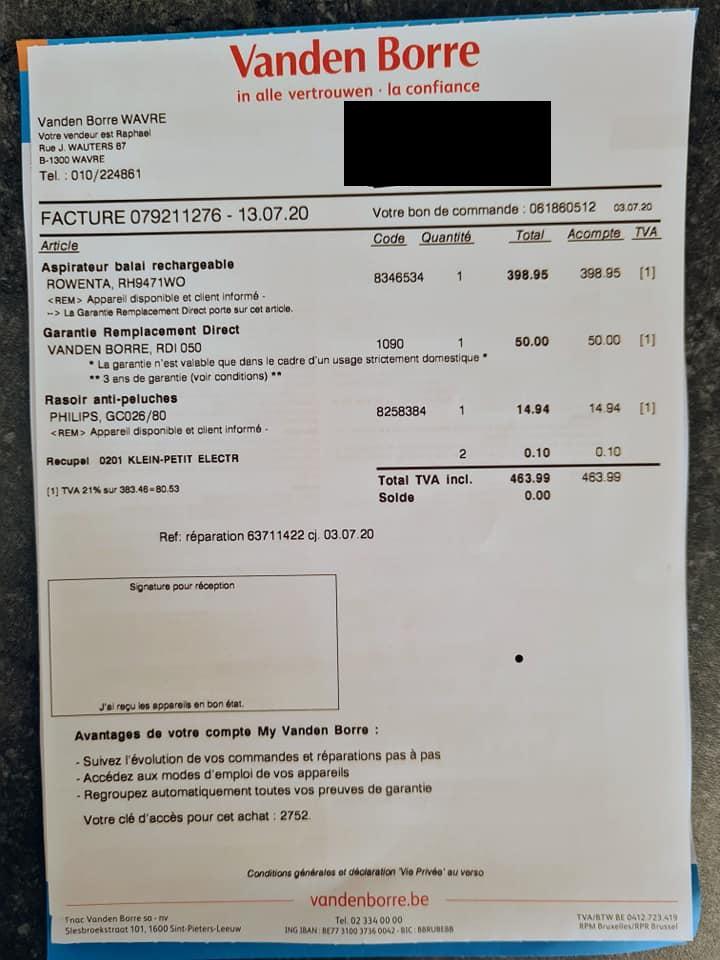 Vanden Borre
in alle vertrouwen · la confiance
Vanden Borre WAVRE
Votre vendeur est Raphael
Rue J. WAUTERS 87
B-1300 WAVRE
Tel. : 010/224861
FACTURE 079211276 - 13.07.20 Votre bon de commande : 061860512 03.07.20
Article Code Quantité Total Acompte TVA
Aspirateur balai rechargeable
ROWENTA, RH9471WO 8346534 1 398.95 398.95 [1]
<REM> Appareil disponible et client informé -
--> La Garantie Remplacement Direct porte sur cet article.
Garantie Remplacement Direct
VANDEN BORRE, RDI 050 1090 1 50.00 50.00 [1]
* La garantie n'est valable que dans le cadre d'un usage strictement domestique *
** 3 ans de garantie (voir conditions) **
Rasoir anti-peluches
PHILIPS, GC026/80 8258384 1 14.94 14.94 [1]
<REM> Appareil disponible et client informé -
Recupel 0201 KLEIN-PETIT ELECTR 2 0.10 0.10
[1] TVA 21% sur 383.46=80.53 Total TVA incl. 463.99 463.99
Solde 0.00
Ref: réparation 63711422 cj. 03.07.20
Signature pour réception
J'ai reçu les appareils en bon état.
Avantages de votre compte My Vanden Borre :
- Suivez l'évolution de vos commandes et réparations pas à pas
- Accédez aux modes d'emploi de vos appareils
- Regroupez automatiquement toutes vos preuves de garantie
Votre clé d'accès pour cet achat : 2752.
Conditions générales et déclaration 'Vie Privée' au verso
vandenborre.be
Fnac Vanden Borre sa - nv Tel. 02 334 00 00 TVA/BTW BE 0412.723.419
Slesbroekstraat 101, 1600 Sint-Pieters-Leeuw ING IBAN : BE77 3100 3736 0042 - BIC : BBRUBEBB RPM Bruxelles/RPR Brussel